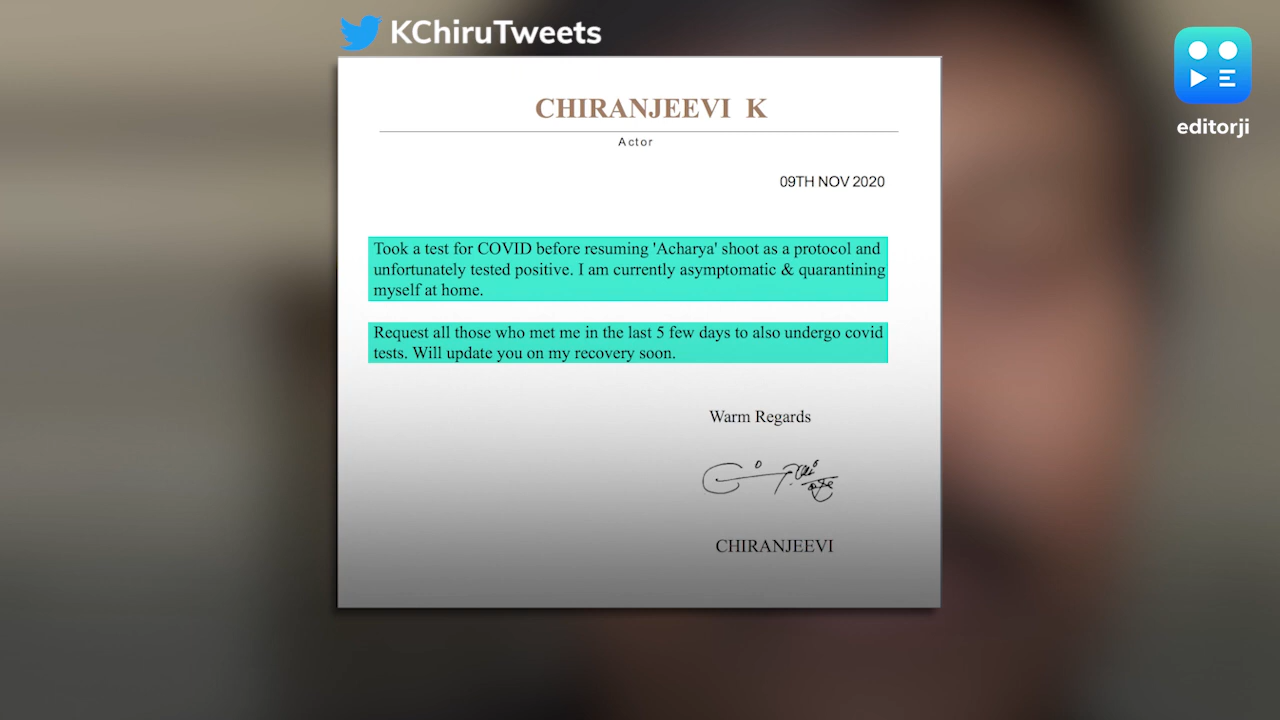 KChiruTweets
editorji
CHIRANJEEVI K
Actor
09TH NOV 2020
Took a test for COVID before resuming 'Acharya' shoot as a protocol and
unfortunately tested positive. I am currently asymptomatic & quarantining
myself at home.
Request all those who met me in the last 5 few days to also undergo covid
tests. Will update you on my recovery soon.
Warm Regards
CHIRANJEEVI